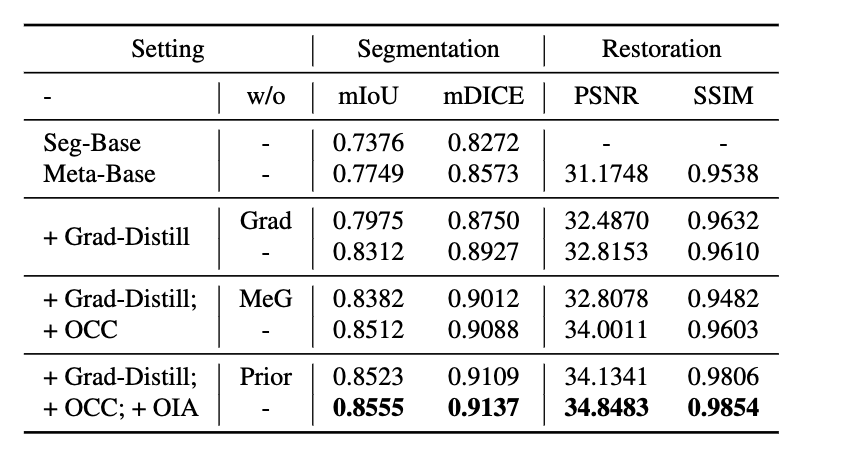 Setting Segmentation Restoration
- w/o mIoU mDICE PSNR SSIM
Seg-Base - 0.7376 0.8272 - -
Meta-Base - 0.7749 0.8573 31.1748 0.9538
+ Grad-Distill Grad 0.7975 0.8750 32.4870 0.9632
- 0.8312 0.8927 32.8153 0.9610
+ Grad-Distill; MeG 0.8382 0.9012 32.8078 0.9482
+ OCC - 0.8512 0.9088 34.0011 0.9603
+ Grad-Distill; Prior 0.8523 0.9109 34.1341 0.9806
+ OCC; + OIA - 0.8555 0.9137 34.8483 0.9854